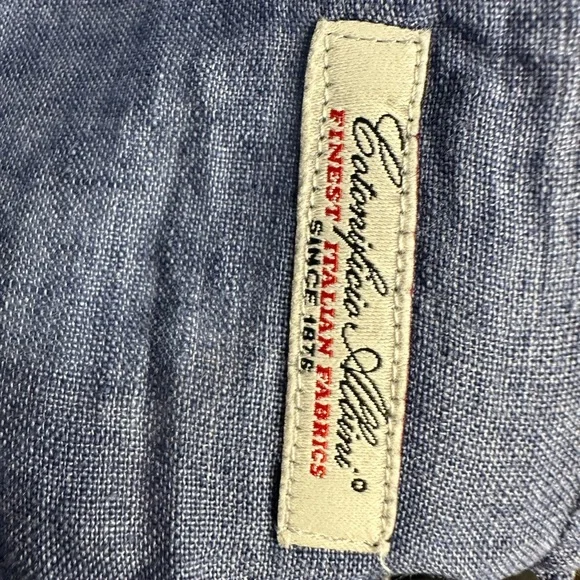 Cotonificio Albini
FINEST ITALIAN FABRICS
SINCE 1876